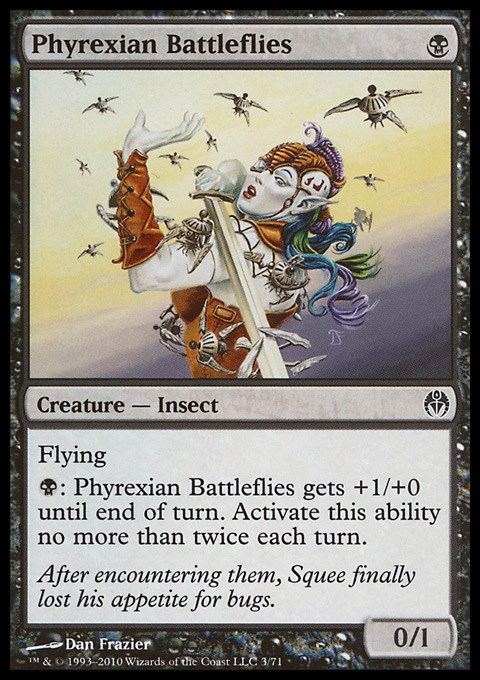 Phyrexian Battleflies
Creature — Insect
Flying
: Phyrexian Battleflies gets +1/+0
until end of turn. Activate this ability
no more than twice each turn.
After encountering them, Squee finally
lost his appetite for bugs.
Dan Frazier
0/1
™ & © 1993–2010 Wizards of the Coast LLC 3/71